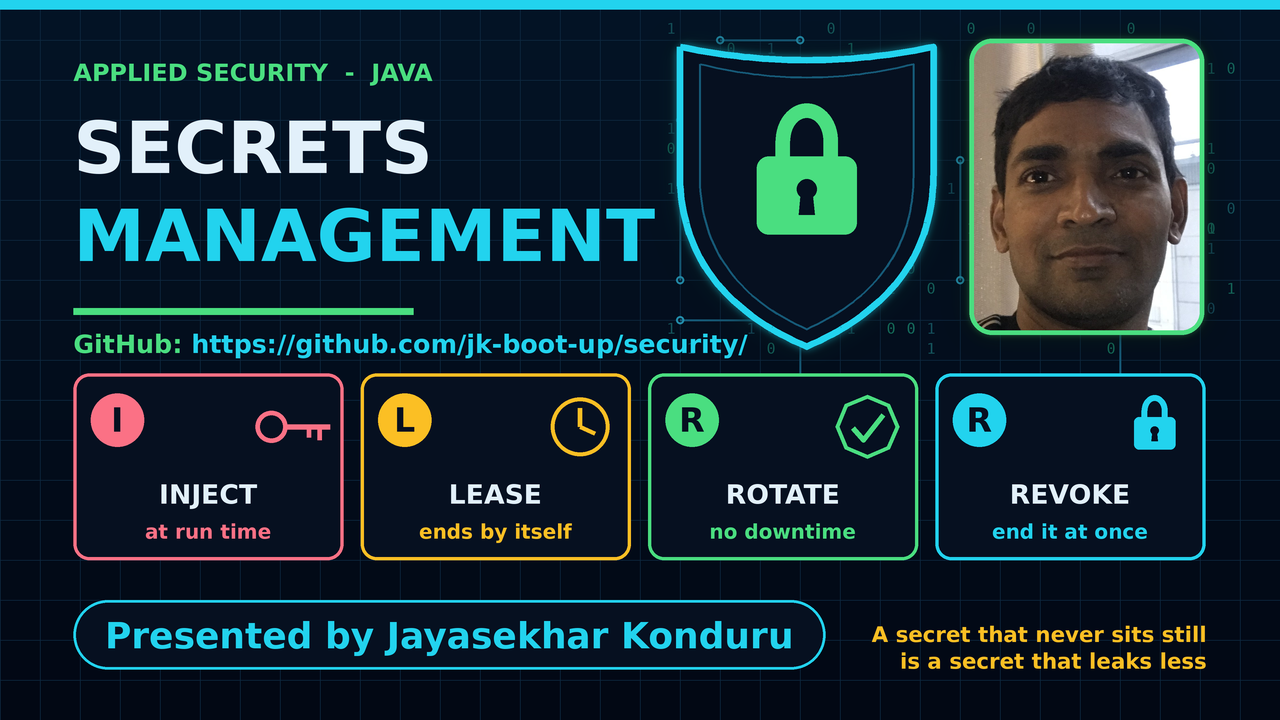 APPLIED SECURITY - JAVA
SECRETS
MANAGEMENT
GitHub: https://github.com/jk-boot-up/security/
I
INJECT
at run time
L
LEASE
ends by itself
R
ROTATE
no downtime
R
REVOKE
end it at once
Presented by Jayasekhar Konduru
A secret that never sits still
is a secret that leaks less